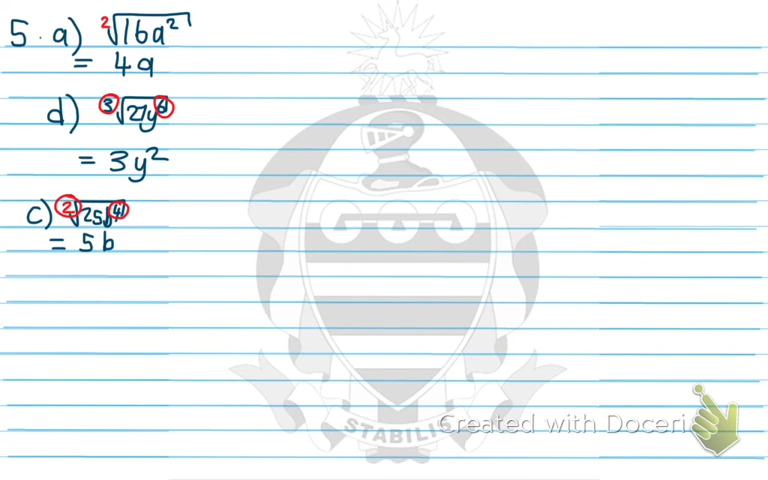 5. a) ²√16a²
= 4a
d) ³√27y⁶
= 3y²
c) ²√25b⁴
= 5b
STABILI
Created with Doceri